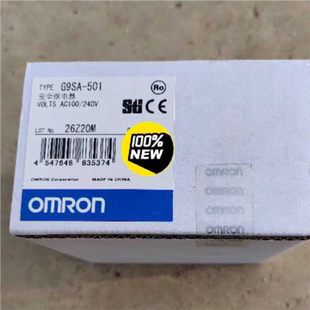 TYPE G9SA-501
安全继电器
VOLTS AC100/240V
LOT No. 26Z20M
4 547648 835374
OMRON Corporation MADE IN CHINA
100%
NEW
OMRON
OMRON
OMRON
OMRON